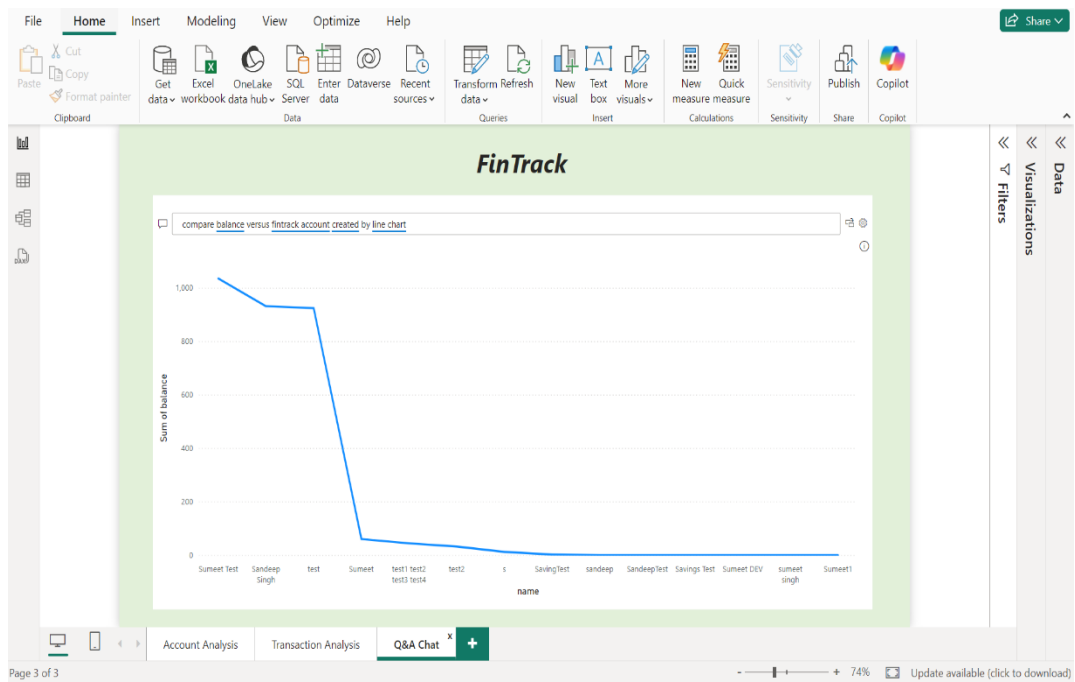 File Home Insert Modeling View Optimize Help
Share
Paste
Cut
Copy
Format painter
Clipboard
Get data
Excel workbook
OneLake data hub
SQL Server
Enter data
Dataverse
Recent sources
Data
Transform data
Refresh
Queries
New visual
Text box
More visuals
Insert
New measure
Quick measure
Calculations
Sensitivity
Sensitivity
Publish
Share
Copilot
Copilot
FinTrack
compare balance versus fintrack account created by line chart
Filters
Visualizations
Data
Sum of balance
1,000
800
600
400
200
0
Sumeet Test
Sandeep Singh
test
Sumeet
test1 test2 test3 test4
test2
s
SavingTest
sandeep
SandeepTest
Savings Test
Sumeet DEV
sumeet singh
Sumeet1
name
Account Analysis
Transaction Analysis
Q&A Chat x
+
Page 3 of 3
- + 74%
Update available (click to download)